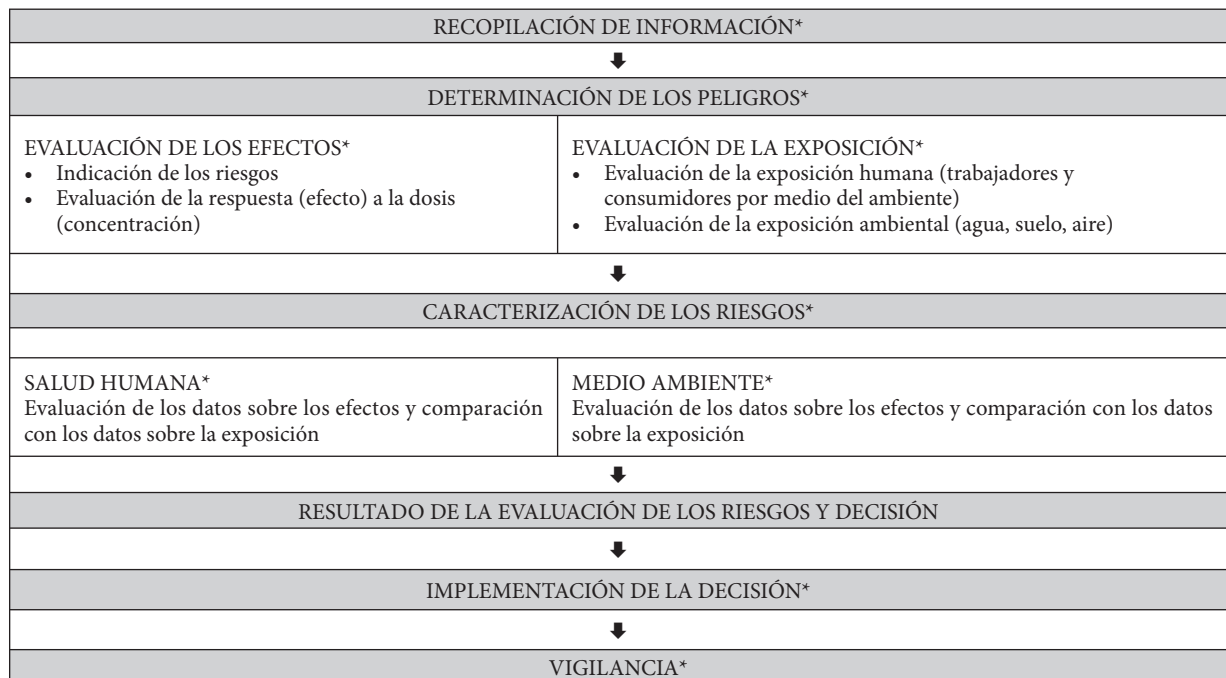 RECOPILACIÓN DE INFORMACIÓN*
DETERMINACIÓN DE LOS PELIGROS*
EVALUACIÓN DE LOS EFECTOS*
• Indicación de los riesgos
• Evaluación de la respuesta (efecto) a la dosis
(concentración)
EVALUACIÓN DE LA EXPOSICIÓN*
• Evaluación de la exposición humana (trabajadores y
consumidores por medio del ambiente)
• Evaluación de la exposición ambiental (agua, suelo, aire)
CARACTERIZACIÓN DE LOS RIESGOS*
SALUD HUMANA*
Evaluación de los datos sobre los efectos y comparación
con los datos sobre la exposición
MEDIO AMBIENTE*
Evaluación de los datos sobre los efectos y comparación con los datos
sobre la exposición
RESULTADO DE LA EVALUACIÓN DE LOS RIESGOS Y DECISIÓN
IMPLEMENTACIÓN DE LA DECISIÓN*
VIGILANCIA*